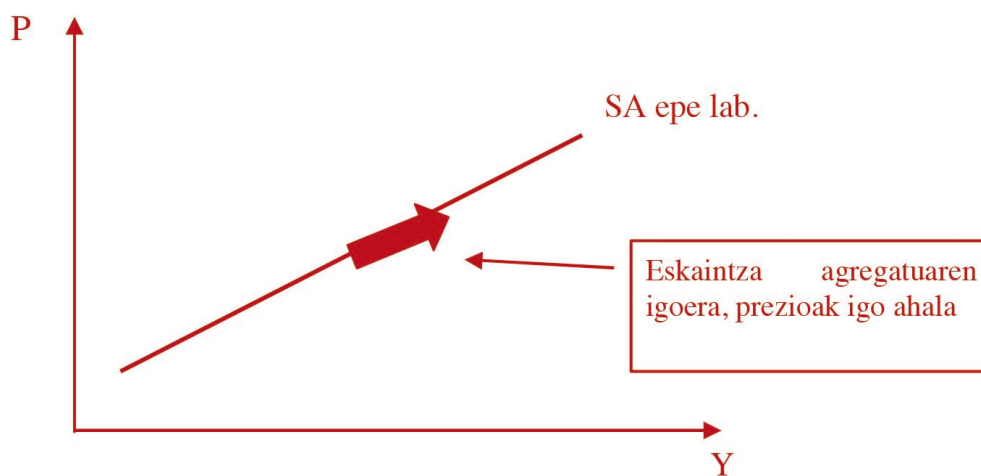 P
SA epe lab.
Eskaintza agregatuaren
igoera, prezioak igo ahala
Y